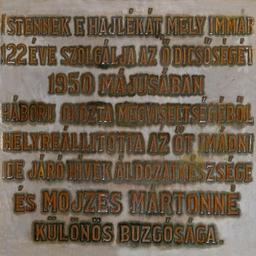 ISTENNEK E HAJLÉKÁT MELY IMMÁR
122 ÉVE SZOLGÁLJA AZ Ő DICSŐSÉGÉT
1950 MÁJUSÁBAN
HÁBORÚ OKOZTA MEGVISELTSÉGÉBŐL
HELYREÁLLÍTOTTA AZ ŐT IMÁDNI
IDE JÁRÓ HÍVEK ÁLDOZATKÉSZSÉGE
ÉS MOJZES MÁRTONNÉ
KÜLÖNÖS BUZGÓSÁGA.